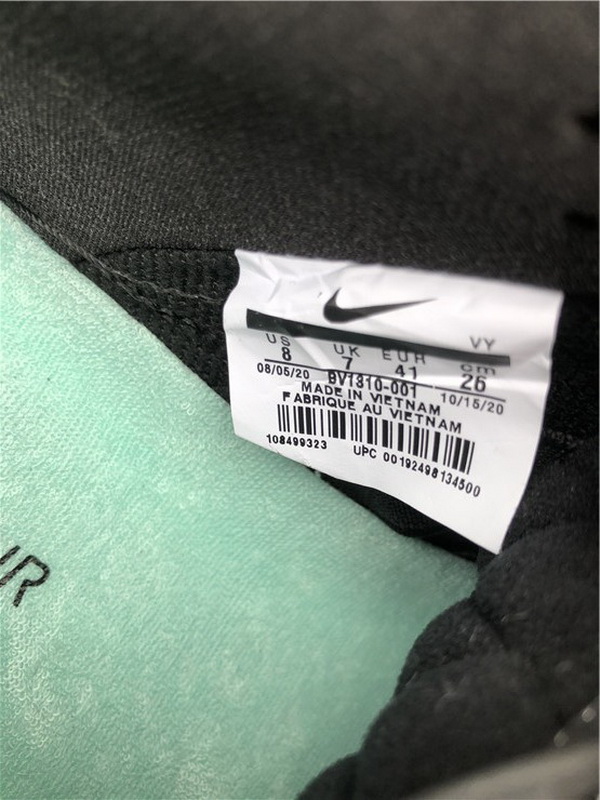 VY
US UK EUR cm
8 7 41 26
08/05/20 BV1310-001 10/15/20
MADE IN VIETNAM
FABRIQUE AU VIETNAM
108499323 UPC 00192498134500
UR